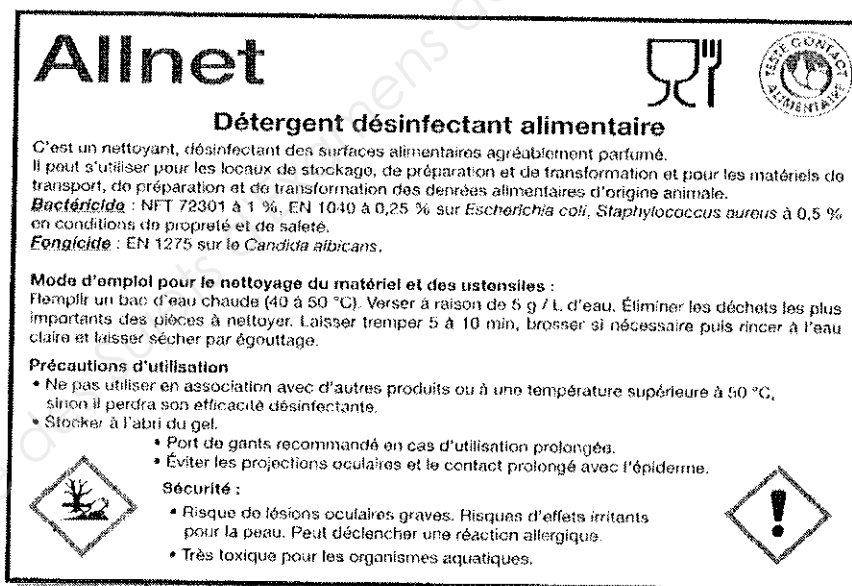 Allnet
TESTE CONTACT ALIMENTAIRE
Détergent désinfectant alimentaire
C'est un nettoyant, désinfectant des surfaces alimentaires agréablement parfumé.
Il peut s'utiliser pour les locaux de stockage, de préparation et de transformation et pour les matériels de
transport, de préparation et de transformation des denrées alimentaires d'origine animale.
Bactéricide : NFT 72301 à 1 %, EN 1040 à 0,25 % sur Escherichia coli, Staphylococcus aureus à 0,5 %
en conditions de propreté et de saleté.
Fongicide : EN 1275 sur le Candida albicans.
Mode d'emploi pour le nettoyage du matériel et des ustensiles :
Remplir un bac d'eau chaude (40 à 50 °C). Verser à raison de 5 g / L d'eau. Éliminer les déchets les plus
importants des pièces à nettoyer. Laisser tremper 5 à 10 min, brosser si nécessaire puis rincer à l'eau
claire et laisser sécher par égouttage.
Précautions d'utilisation
• Ne pas utiliser en association avec d'autres produits ou à une température supérieure à 50 °C,
sinon il perdra son efficacité désinfectante.
• Stocker à l'abri du gel.
• Port de gants recommandé en cas d'utilisation prolongée.
• Éviter les projections oculaires et le contact prolongé avec l'épiderme.
Sécurité :
• Risque de lésions oculaires graves. Risques d'effets irritants
pour la peau. Peut déclencher une réaction allergique.
• Très toxique pour les organismes aquatiques.